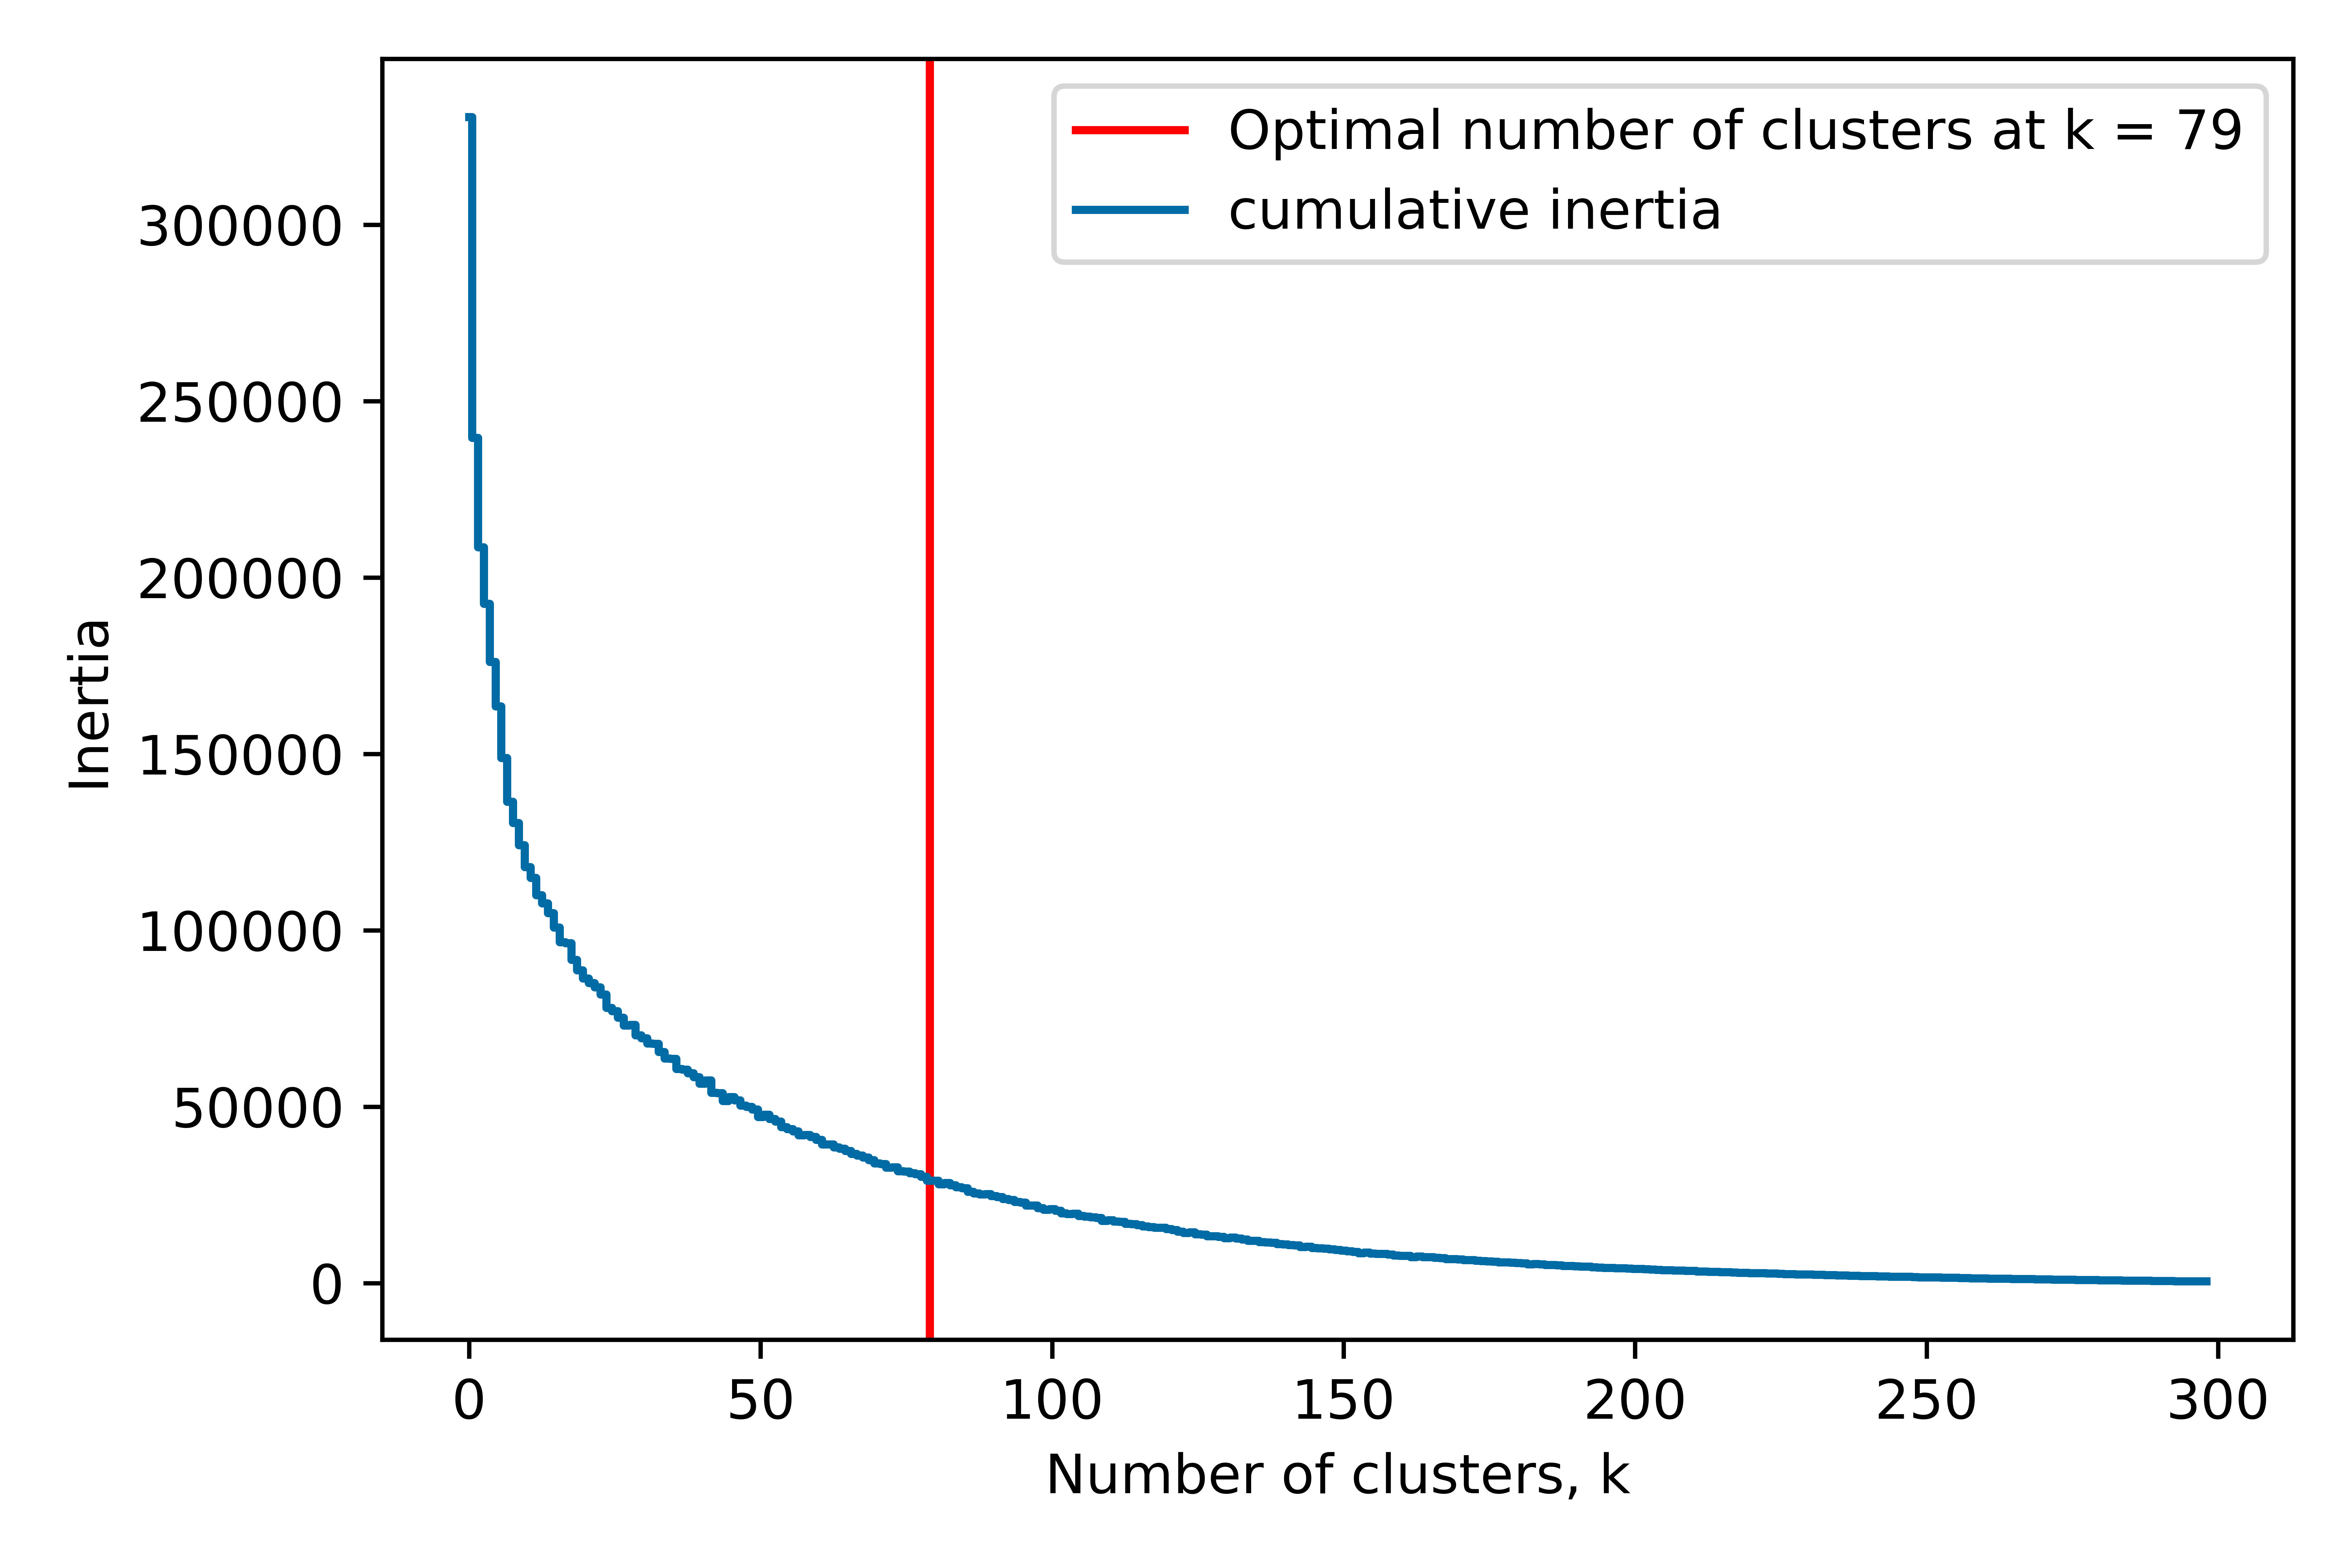 Optimal number of clusters at k = 79
cumulative inertia
300000
250000
200000
150000
100000
50000
0
Inertia
0 50 100 150 200 250 300
Number of clusters, k